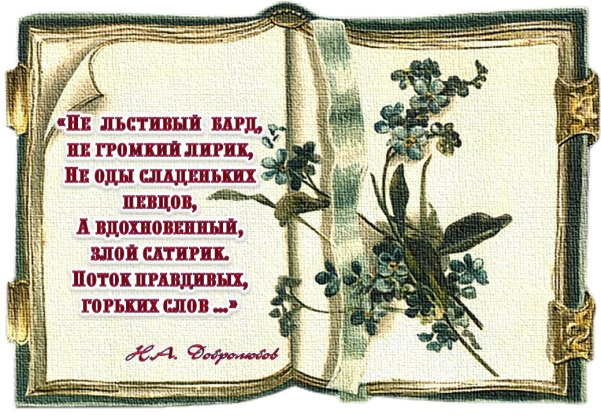 «Не льстивый бард,
не громкий лирик,
Не оды сладеньких
певцов,
А вдохновенный,
злой сатирик.
Поток правдивых,
горьких слов ...»
Н.А. Добролюбов